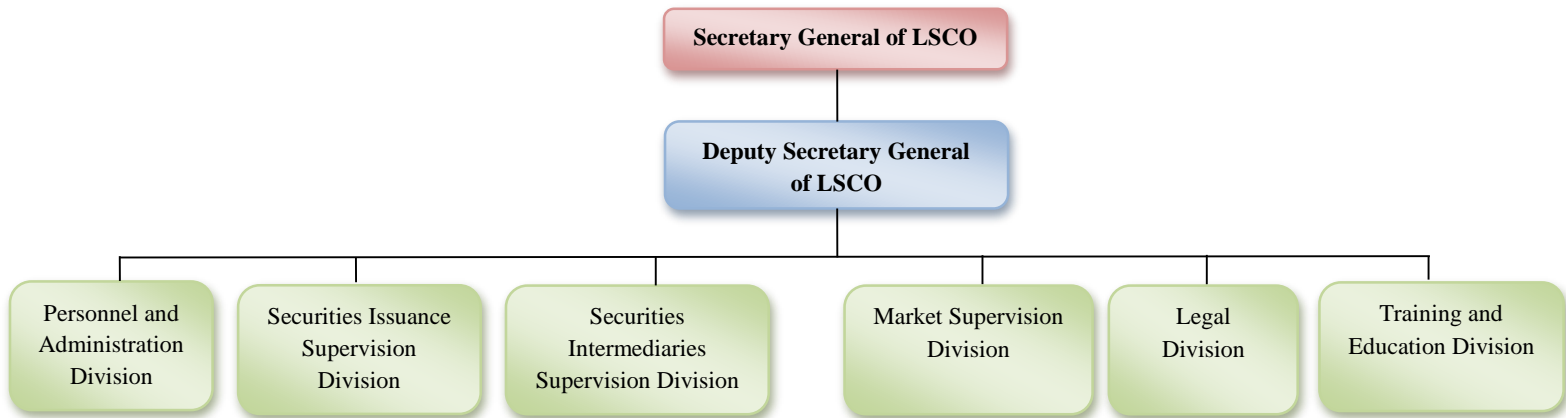 Secretary General of LSCO
Deputy Secretary General
of LSCO
Personnel and
Administration
Division
Securities Issuance
Supervision
Division
Securities
Intermediaries
Supervision Division
Market Supervision
Division
Legal
Division
Training and
Education Division